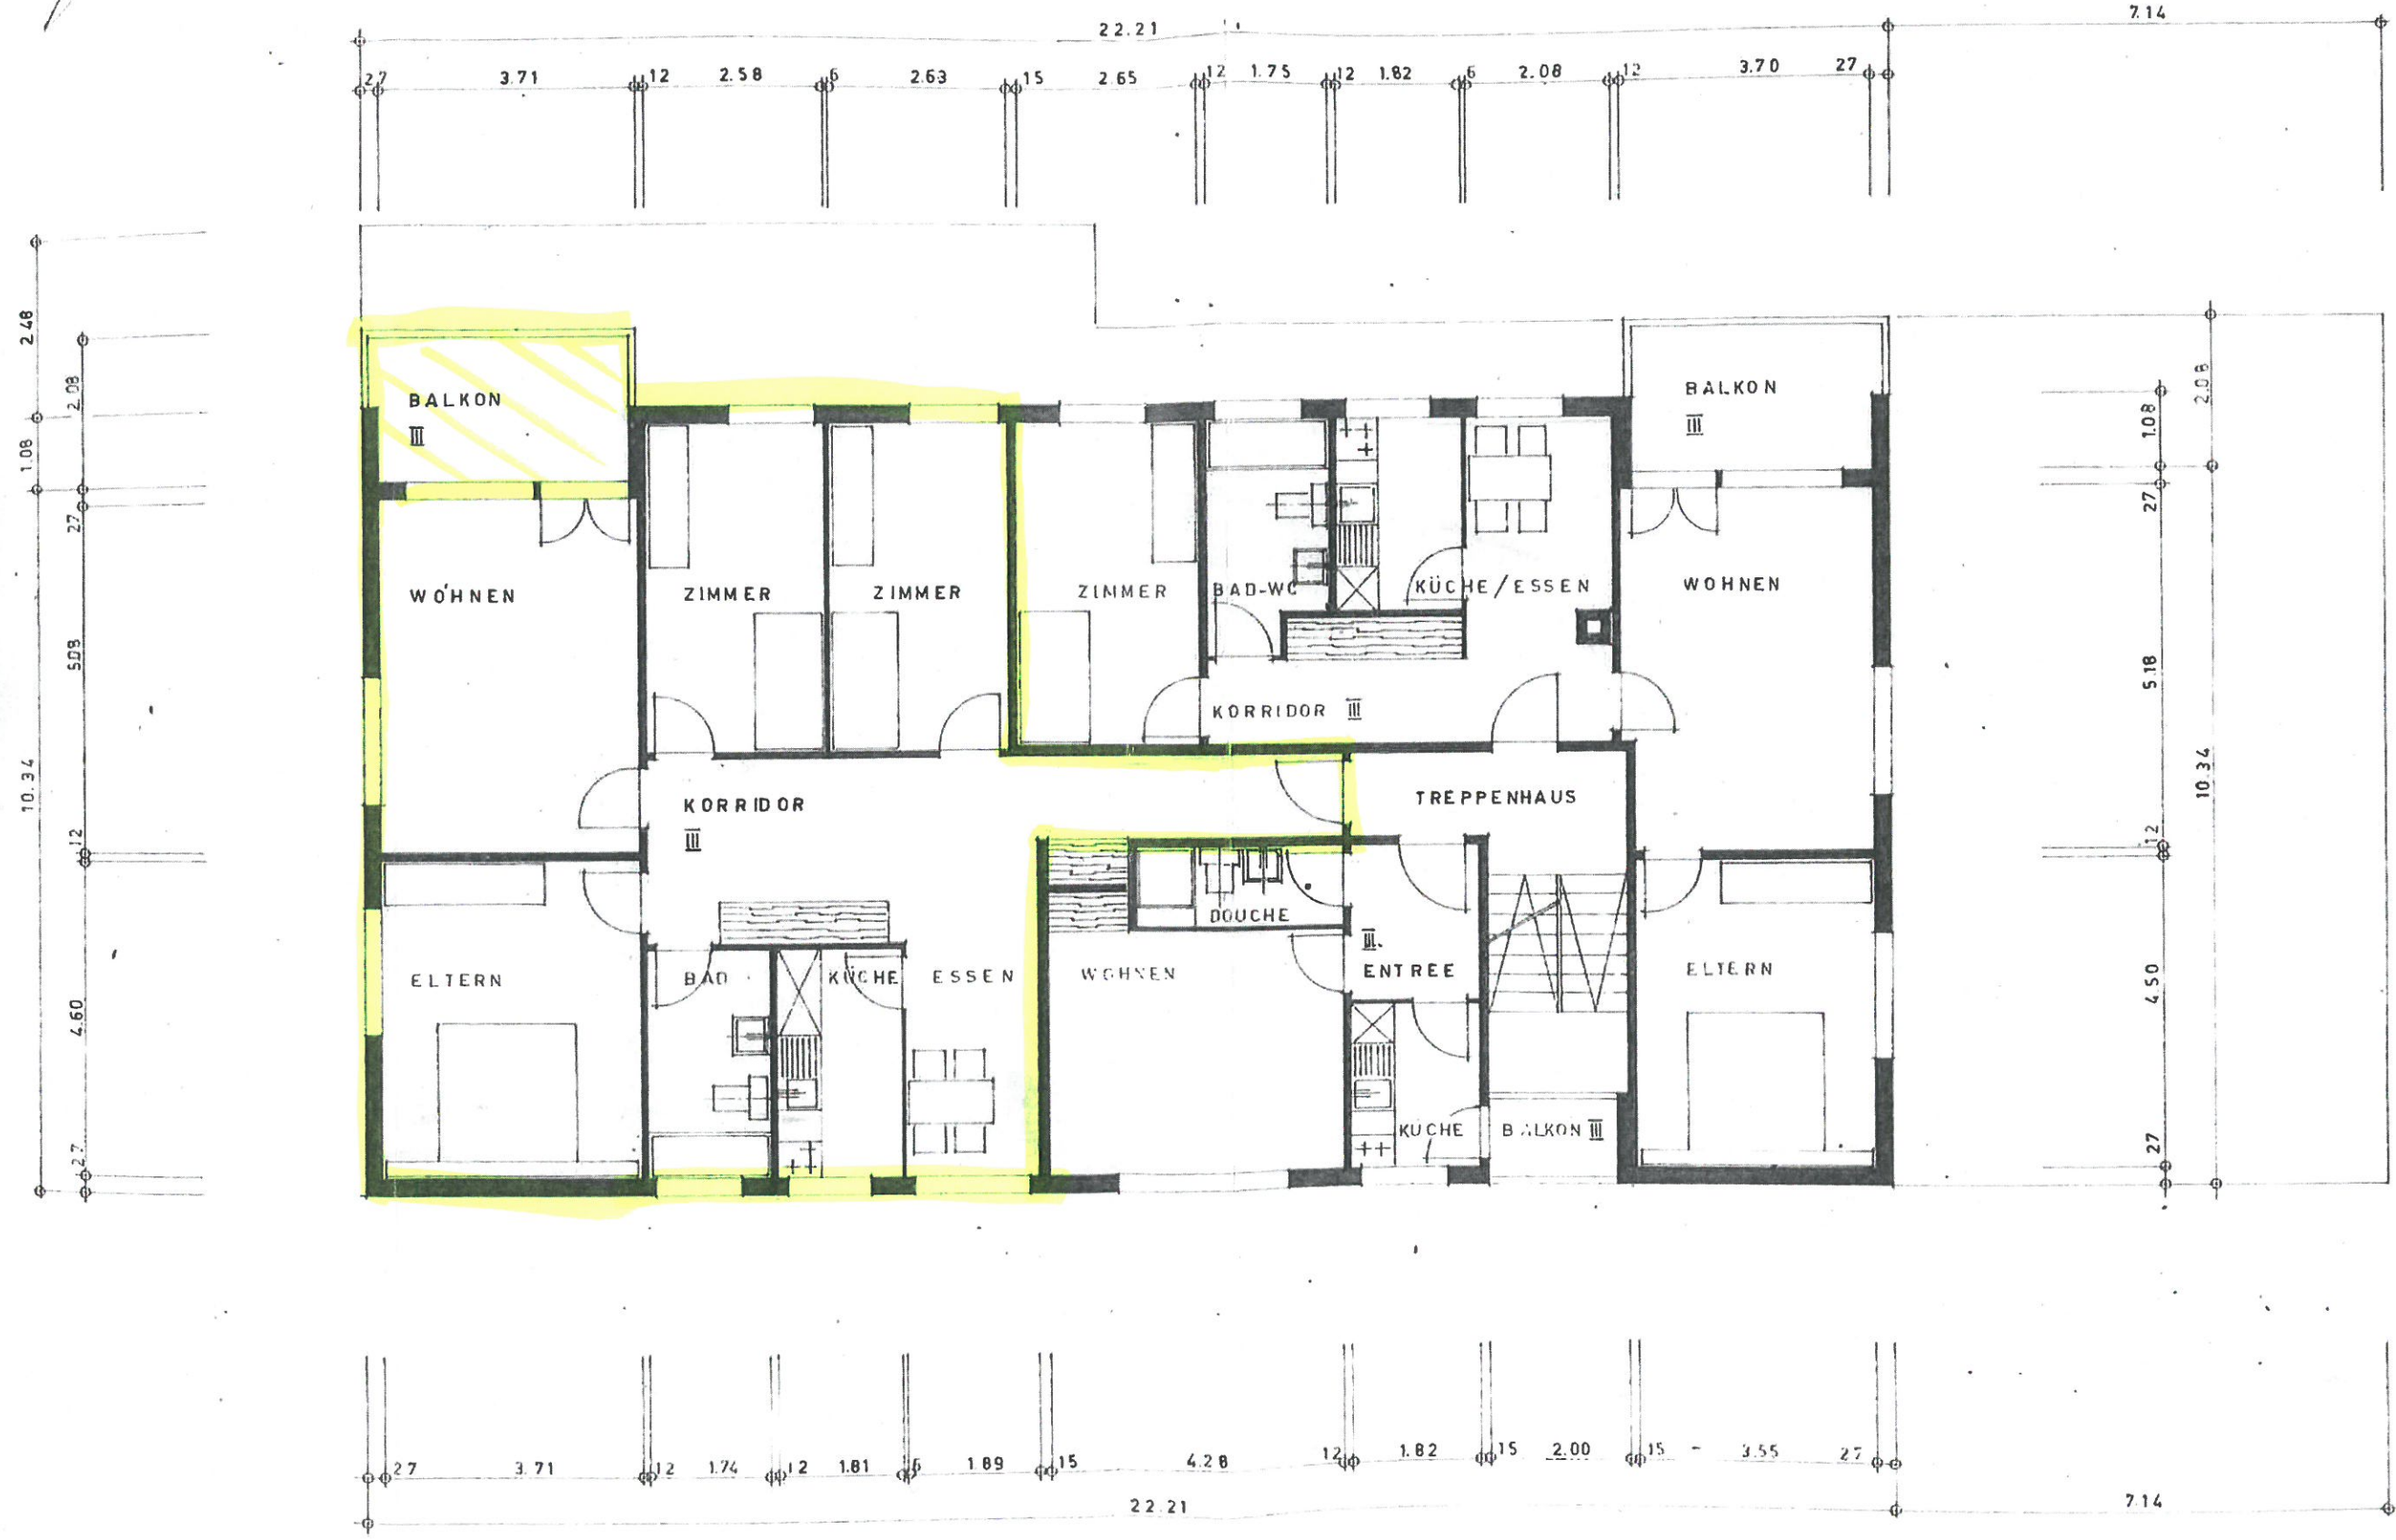 22.21
7.14
27 3.71 12 2.58 6 2.63 15 2.65 12 1.75 12 1.82 6 2.08 12 3.70 27
2.48
1.08
10.34
2.08
27
5.08
12
4.60
27
BALKON
III
BALKON
III
WOHNEN
ZIMMER
ZIMMER
ZIMMER
BAD-WC
KÜCHE/ESSEN
WOHNEN
KORRIDOR III
KORRIDOR
III
TREPPENHAUS
DOUCHE
ELTERN
BAD
KÜCHE
ESSEN
WOHNEN
III.
ENTREE
ELTERN
KÜCHE
BALKON III
2.08
1.08
27
5.18
10.34
12
4.50
27
27 3.71 12 1.74 12 1.81 6 1.89 15 4.28 12 1.82 15 2.00 15 3.55 27
22.21
7.14